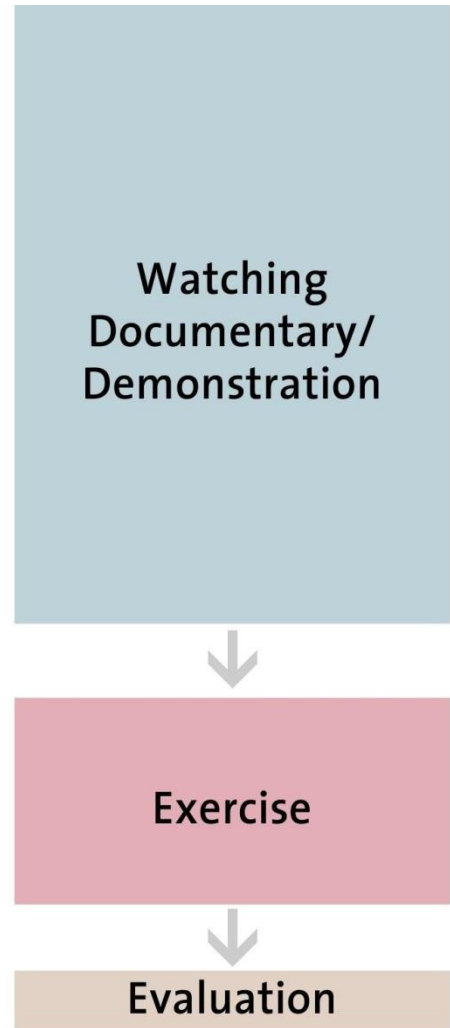 Watching
Documentary/
Demonstration
Exercise
Evaluation